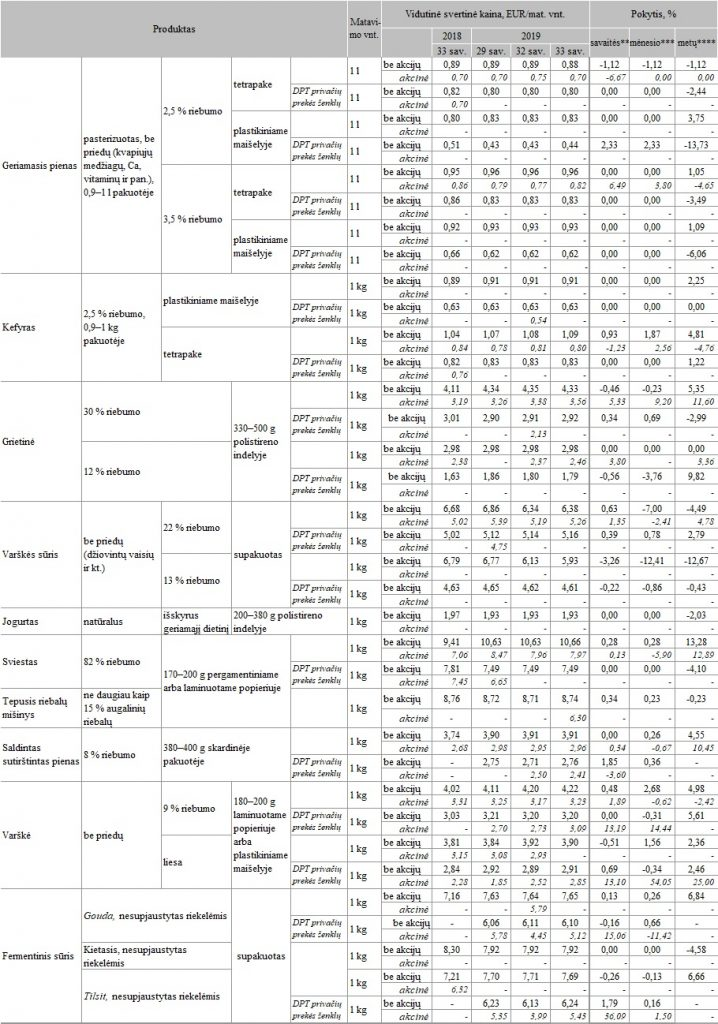 Produktas Matavi- Vidutinė svertinė kaina, EUR/mat. vnt. Pokytis, %
mo vnt. 2018 2019 savaitės** mėnesio*** metų****
33 sav. 29 sav. 32 sav. 33 sav.
Geriamasis pienas
pasterizuotas, be
priedų (kvapiųjų
medžiagų, Ca,
vitaminų ir pan.),
0,9–1 l pakuotėje
2,5 % riebumo
tetrapake
1 l be akcijų 0,89 0,89 0,89 0,88 -1,12 -1,12 -1,12
akcinė 0,70 0,70 0,75 0,70 -6,67 0,00 0,00
DPT privačių
prekės ženklų
1 l be akcijų 0,82 0,80 0,80 0,80 0,00 0,00 -2,44
akcinė 0,70 - - - - - -
plastikiniame
maišelyje
1 l be akcijų 0,80 0,83 0,83 0,83 0,00 0,00 3,75
akcinė - - - - - - -
DPT privačių
prekės ženklų
1 l be akcijų 0,51 0,43 0,43 0,44 2,33 2,33 -13,73
akcinė - - - - - - -
3,5 % riebumo
tetrapake
1 l be akcijų 0,95 0,96 0,96 0,96 0,00 0,00 1,05
akcinė 0,86 0,79 0,77 0,82 6,49 3,80 -4,65
DPT privačių
prekės ženklų
1 l be akcijų 0,86 0,83 0,83 0,83 0,00 0,00 -3,49
akcinė - - - - - - -
plastikiniame
maišelyje
1 l be akcijų 0,92 0,93 0,93 0,93 0,00 0,00 1,09
akcinė - - - - - - -
DPT privačių
prekės ženklų
1 l be akcijų 0,66 0,62 0,62 0,62 0,00 0,00 -6,06
akcinė - - - - - - -
Kefyras
2,5 % riebumo,
0,9–1 kg
pakuotėje
plastikiniame maišelyje
1 kg be akcijų 0,89 0,91 0,91 0,91 0,00 0,00 2,25
akcinė - - - - - - -
DPT privačių
prekės ženklų
1 kg be akcijų 0,63 0,63 0,63 0,63 0,00 0,00 0,00
akcinė - - 0,54 - - - -
tetrapake
1 kg be akcijų 1,04 1,07 1,08 1,09 0,93 1,87 4,81
akcinė 0,84 0,78 0,81 0,80 -1,23 2,56 -4,76
DPT privačių
prekės ženklų
1 kg be akcijų 0,82 0,83 0,83 0,83 0,00 0,00 1,22
akcinė 0,76 - - - - - -
Grietinė
30 % riebumo
330–500 g
polistireno
indelyje
1 kg be akcijų 4,11 4,34 4,35 4,33 -0,46 -0,23 5,35
akcinė 3,19 3,26 3,38 3,56 5,33 9,20 11,60
DPT privačių
prekės ženklų
1 kg be akcijų 3,01 2,90 2,91 2,92 0,34 0,69 -2,99
akcinė - - 2,13 - - - -
12 % riebumo
1 kg be akcijų 2,98 2,98 2,98 2,98 0,00 0,00 0,00
akcinė 2,38 - 2,37 2,46 3,80 - 3,36
DPT privačių
prekės ženklų
1 kg be akcijų 1,63 1,86 1,80 1,79 -0,56 -3,76 9,82
akcinė - - - - - - -
Varškės sūris
be priedų
(džiovintų vaisių
ir kt.)
22 % riebumo
supakuotas
1 kg be akcijų 6,68 6,86 6,34 6,38 0,63 -7,00 -4,49
akcinė 5,02 5,39 5,19 5,26 1,35 -2,41 4,78
DPT privačių
prekės ženklų
1 kg be akcijų 5,02 5,12 5,14 5,16 0,39 0,78 2,79
akcinė - 4,75 - - - - -
13 % riebumo
1 kg be akcijų 6,79 6,77 6,13 5,93 -3,26 -12,41 -12,67
akcinė - - - - - - -
DPT privačių
prekės ženklų
1 kg be akcijų 4,63 4,65 4,62 4,61 -0,22 -0,86 -0,43
akcinė - - - - - - -
Jogurtas natūralus
išskyrus
geriamąjį dietinį
200–380 g polistireno
indelyje
1 kg be akcijų 1,97 1,93 1,93 1,93 0,00 0,00 -2,03
akcinė - - - - - - -
Sviestas
82 % riebumo
170–200 g pergamentiniame
arba laminuotame popieriuje
1 kg be akcijų 9,41 10,63 10,63 10,66 0,28 0,28 13,28
akcinė 7,06 8,47 7,96 7,97 0,13 -5,90 12,89
DPT privačių
prekės ženklų
1 kg be akcijų 7,81 7,49 7,49 7,49 0,00 0,00 -4,10
akcinė 7,45 6,65 - - - - -
Tepusis riebalų
mišinys
ne daugiau kaip
15 % augalinių
riebalų
1 kg be akcijų 8,76 8,72 8,71 8,74 0,34 0,23 -0,23
akcinė - - - 6,30 - - -
Saldintas
sutirštintas pienas
8 % riebumo
380–400 g skardinėje
pakuotėje
1 kg be akcijų 3,74 3,90 3,91 3,91 0,00 0,26 4,55
akcinė 2,68 2,98 2,95 2,96 0,34 -0,67 10,45
DPT privačių
prekės ženklų
1 kg be akcijų - 2,75 2,71 2,76 1,85 0,36 -
akcinė - - 2,50 2,41 -3,60 - -
Varškė
be priedų
9 % riebumo
180–200 g
laminuotame
popieriuje
arba
plastikiniame
maišelyje
1 kg be akcijų 4,02 4,11 4,20 4,22 0,48 2,68 4,98
akcinė 3,31 3,25 3,17 3,23 1,89 -0,62 -2,42
DPT privačių
prekės ženklų
1 kg be akcijų 3,03 3,21 3,20 3,20 0,00 -0,31 5,61
akcinė - 2,70 2,73 3,09 13,19 14,44 -
liesa
1 kg be akcijų 3,81 3,84 3,92 3,90 -0,51 1,56 2,36
akcinė 3,15 3,08 2,93 - - - -
DPT privačių
prekės ženklų
1 kg be akcijų 2,84 2,92 2,89 2,91 0,69 -0,34 2,46
akcinė 2,28 1,85 2,52 2,85 13,10 54,05 25,00
Fermentinis sūris
Gouda, nesupjaustytas riekelėmis
supakuotas
1 kg be akcijų 7,16 7,63 7,64 7,65 0,13 0,26 6,84
akcinė - - 5,79 - - - -
DPT privačių
prekės ženklų
1 kg be akcijų - 6,06 6,11 6,10 -0,16 0,66 -
akcinė - 5,78 4,45 5,12 15,06 -11,42 -
Kietasis, nesupjaustytas
riekelėmis
1 kg be akcijų 8,30 7,92 7,92 7,92 0,00 0,00 -4,58
akcinė - - - - - - -
Tilsit, nesupjaustytas riekelėmis
1 kg be akcijų 7,21 7,70 7,71 7,69 -0,26 -0,13 6,66
akcinė 6,32 - - - - - -
DPT privačių
prekės ženklų
1 kg be akcijų - 6,23 6,13 6,24 1,79 0,16 -
akcinė - 5,35 3,99 5,43 36,09 1,50 -